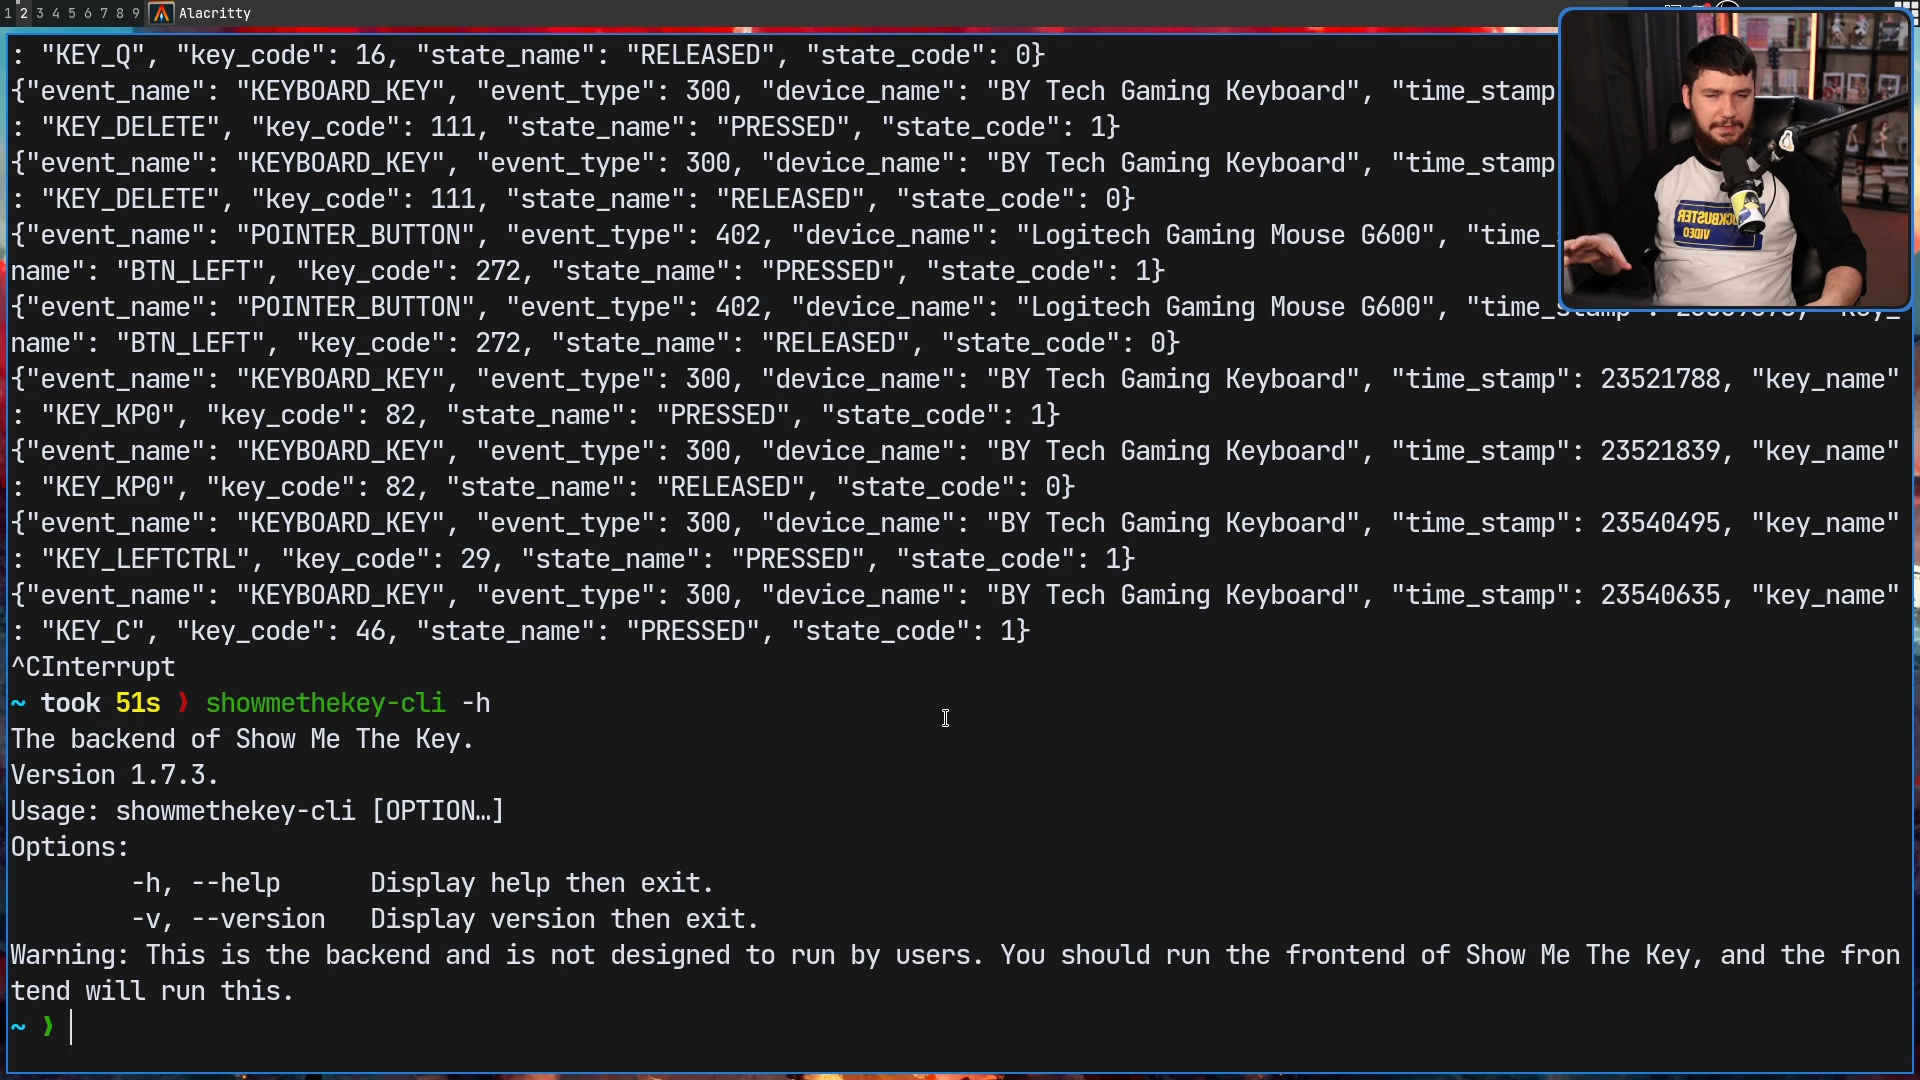 1 2 3 4 5 6 7 8 9 Alacritty
: "KEY_Q", "key_code": 16, "state_name": "RELEASED", "state_code": 0}
{"event_name": "KEYBOARD_KEY", "event_type": 300, "device_name": "BY Tech Gaming Keyboard", "time_stamp
: "KEY_DELETE", "key_code": 111, "state_name": "PRESSED", "state_code": 1}
{"event_name": "KEYBOARD_KEY", "event_type": 300, "device_name": "BY Tech Gaming Keyboard", "time_stamp
: "KEY_DELETE", "key_code": 111, "state_name": "RELEASED", "state_code": 0}
{"event_name": "POINTER_BUTTON", "event_type": 402, "device_name": "Logitech Gaming Mouse G600", "time_
name": "BTN_LEFT", "key_code": 272, "state_name": "PRESSED", "state_code": 1}
{"event_name": "POINTER_BUTTON", "event_type": 402, "device_name": "Logitech Gaming Mouse G600", "time_
name": "BTN_LEFT", "key_code": 272, "state_name": "RELEASED", "state_code": 0}
{"event_name": "KEYBOARD_KEY", "event_type": 300, "device_name": "BY Tech Gaming Keyboard", "time_stamp": 23521788, "key_name"
: "KEY_KP0", "key_code": 82, "state_name": "PRESSED", "state_code": 1}
{"event_name": "KEYBOARD_KEY", "event_type": 300, "device_name": "BY Tech Gaming Keyboard", "time_stamp": 23521839, "key_name"
: "KEY_KP0", "key_code": 82, "state_name": "RELEASED", "state_code": 0}
{"event_name": "KEYBOARD_KEY", "event_type": 300, "device_name": "BY Tech Gaming Keyboard", "time_stamp": 23540495, "key_name"
: "KEY_LEFTCTRL", "key_code": 29, "state_name": "PRESSED", "state_code": 1}
{"event_name": "KEYBOARD_KEY", "event_type": 300, "device_name": "BY Tech Gaming Keyboard", "time_stamp": 23540635, "key_name"
: "KEY_C", "key_code": 46, "state_name": "PRESSED", "state_code": 1}
^CInterrupt
~ took 51s ❯ showmethekey-cli -h
The backend of Show Me The Key.
Version 1.7.3.
Usage: showmethekey-cli [OPTION…]
Options:
-h, --help Display help then exit.
-v, --version Display version then exit.
Warning: This is the backend and is not designed to run by users. You should run the frontend of Show Me The Key, and the fron
tend will run this.
~ ❯
VIDEO